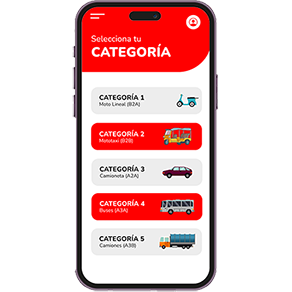 Selecciona tu
CATEGORÍA
CATEGORÍA 1
Moto Lineal (B2A)
CATEGORÍA 2
Mototaxi (B2B)
CATEGORÍA 3
Camioneta (A2A)
CATEGORÍA 4
Buses (A3A)
CATEGORÍA 5
Camiones (A3B)